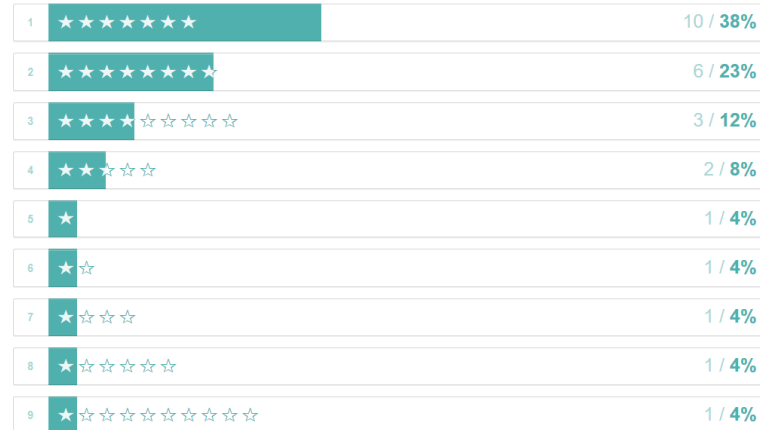 1 ★★★★★★★ 10 / 38%
2 ★★★★★★★★ 6 / 23%
3 ★★★★☆☆☆☆☆ 3 / 12%
4 ★★☆☆☆ 2 / 8%
5 ★ 1 / 4%
6 ★☆ 1 / 4%
7 ★☆☆☆ 1 / 4%
8 ★☆☆☆☆☆ 1 / 4%
9 ★☆☆☆☆☆☆☆☆☆ 1 / 4%